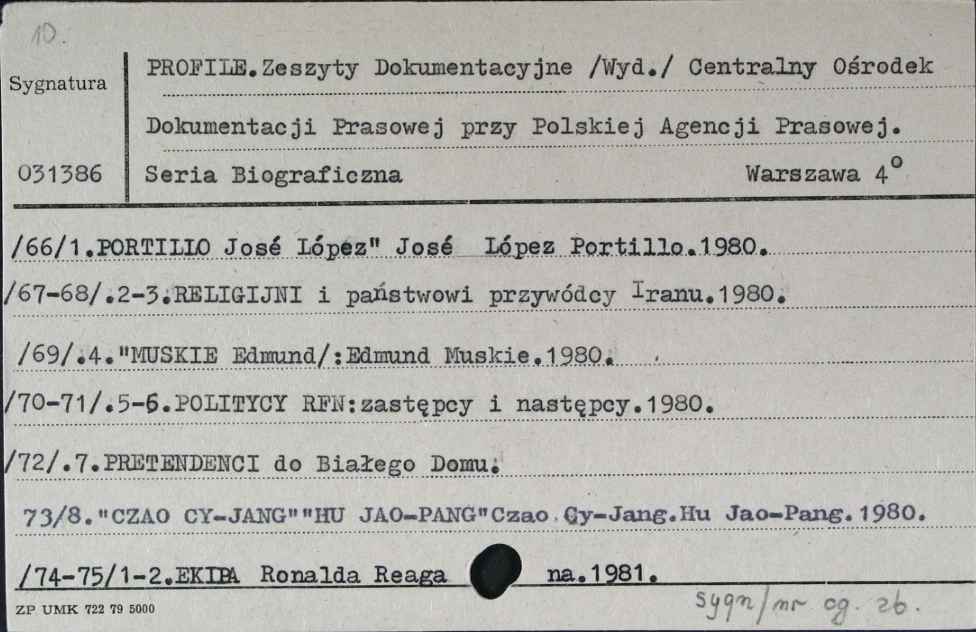 10.
PROFILE.Zeszyty Dokumentacyjne /Wyd./ Centralny Ośrodek
Sygnatura
Dokumentacji Prasowej przy Polskiej Agencji Prasowej.
031386 Seria Biograficzna Warszawa 4°
/66/1.PORTILLO José López" José López Portillo.1980.
/67-68/.2-3.RELIGIJNI i państwowi przywódcy Iranu.1980.
/69/.4."MUSKIE Edmund/:Edmund Muskie.1980.
/70-71/.5-6.POLITYCY RFN:zastępcy i następcy.1980.
/72/.7.PRETENDENCI do Białego Domu.
73/8."CZAO CY-JANG""HU JAO-PANG"Czao Cy-Jang.Hu Jao-Pang.1980.
/74-75/1-2.EKIPA Ronalda Reaga na.1981.
ZP UMK 722 79 5000
sygn/nr cg. zb.